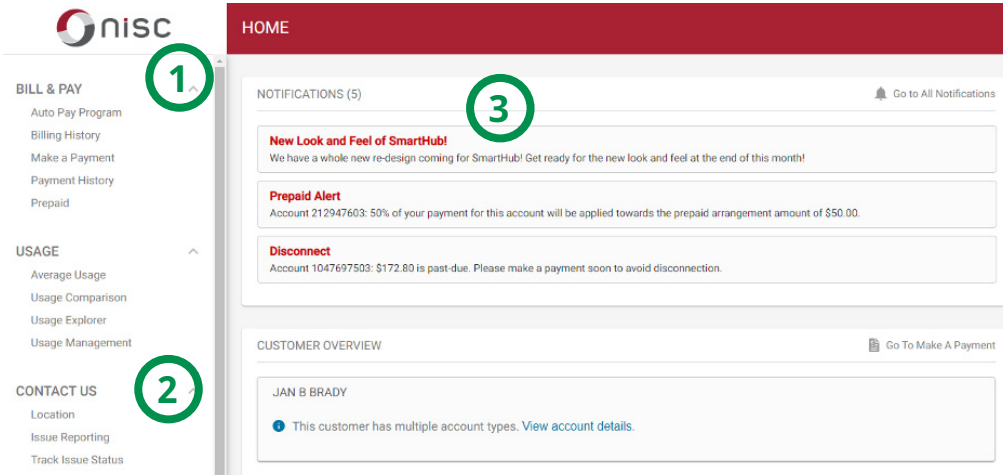 nisc
HOME
1
BILL & PAY
Auto Pay Program
Billing History
Make a Payment
Payment History
Prepaid
USAGE
Average Usage
Usage Comparison
Usage Explorer
Usage Management
2
CONTACT US
Location
Issue Reporting
Track Issue Status
3
NOTIFICATIONS (5)
Go to All Notifications
New Look and Feel of SmartHub!
We have a whole new re-design coming for SmartHub! Get ready for the new look and feel at the end of this month!
Prepaid Alert
Account 212947603: 50% of your payment for this account will be applied towards the prepaid arrangement amount of $50.00.
Disconnect
Account 1047697503: $172.80 is past-due. Please make a payment soon to avoid disconnection.
CUSTOMER OVERVIEW
Go To Make A Payment
JAN B BRADY
This customer has multiple account types. View account details.